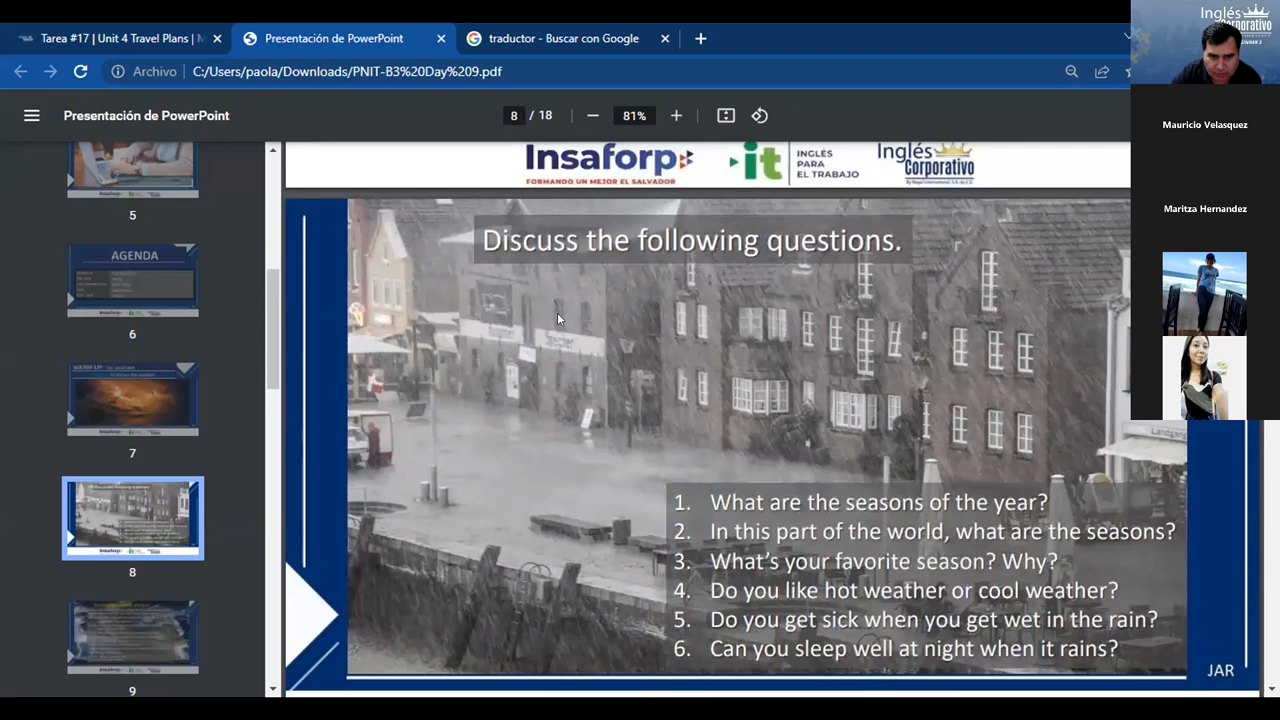 Tarea #17 | Unit 4 Travel Plans |
Presentación de PowerPoint
traductor - Buscar con Google
Archivo
C:/Users/paola/Downloads/PNIT-B3%20Day%209.pdf
Presentación de PowerPoint
8 / 18
81%
Inglés
Corporativo
Mauricio Velasquez
Maritza Hernandez
5
AGENDA
6
7
8
9
Insaforp
FORMANDO UN MEJOR EL SALVADOR
it
INGLÉS
PARA
EL TRABAJO
Inglés
Corporativo
Discuss the following questions.
1. What are the seasons of the year?
2. In this part of the world, what are the seasons?
3. What's your favorite season? Why?
4. Do you like hot weather or cool weather?
5. Do you get sick when you get wet in the rain?
6. Can you sleep well at night when it rains?
JAR